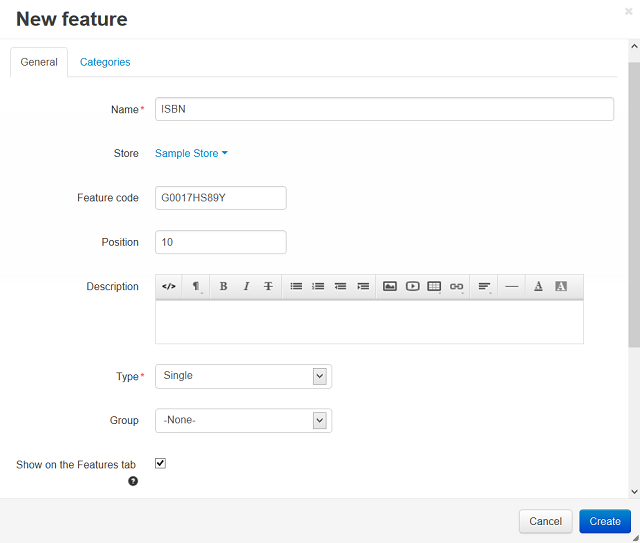 New feature
General Categories
Name* ISBN
Store Sample Store
Feature code G0017HS89Y
Position 10
Description
Type* Single
Group -None-
Show on the Features tab
Cancel Create